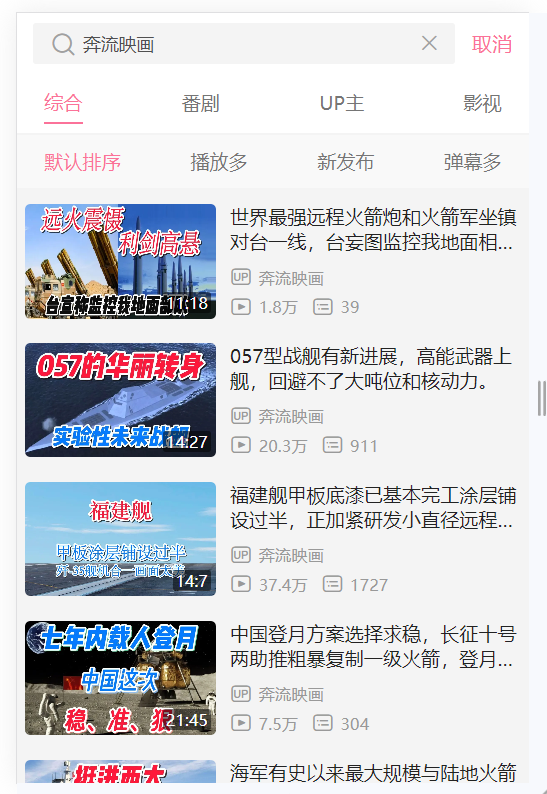 奔流映画
取消
综合
番剧
UP主
影视
默认排序
播放多
新发布
弹幕多
远火震慑
利剑高悬
台宣称监控我地面部队
11:18
世界最强远程火箭炮和火箭军坐镇
对台一线，台妄图监控我地面相...
UP 奔流映画
1.8万 39
057的华丽转身
实验性未来战舰
14:27
057型战舰有新进展，高能武器上
舰，回避不了大吨位和核动力。
UP 奔流映画
20.3万 911
福建舰
甲板涂层铺设过半
14:7
福建舰甲板底漆已基本完工涂层铺
设过半，正加紧研发小直径远程...
UP 奔流映画
37.4万 1727
七年内载人登月
中国这次
稳、准、狠
21:45
中国登月方案选择求稳，长征十号
两助推粗暴复制一级火箭，登月...
UP 奔流映画
7.5万 304
挺进西太
海军有史以来最大规模与陆地火箭